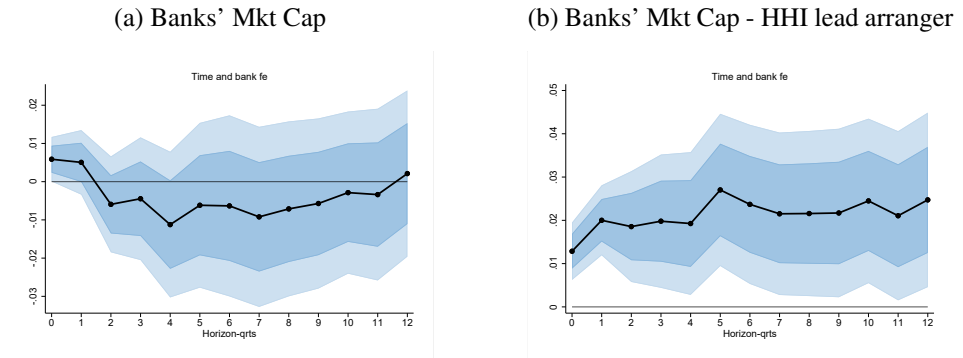 (a) Banks' Mkt Cap
(b) Banks' Mkt Cap - HHI lead arranger
Time and bank fe
.02
.01
0
-.01
-.02
-.03
0 1 2 3 4 5 6 7 8 9 10 11 12
Horizon-qrts
Time and bank fe
.05
.04
.03
.02
.01
0
0 1 2 3 4 5 6 7 8 9 10 11 12
Horizon-qrts